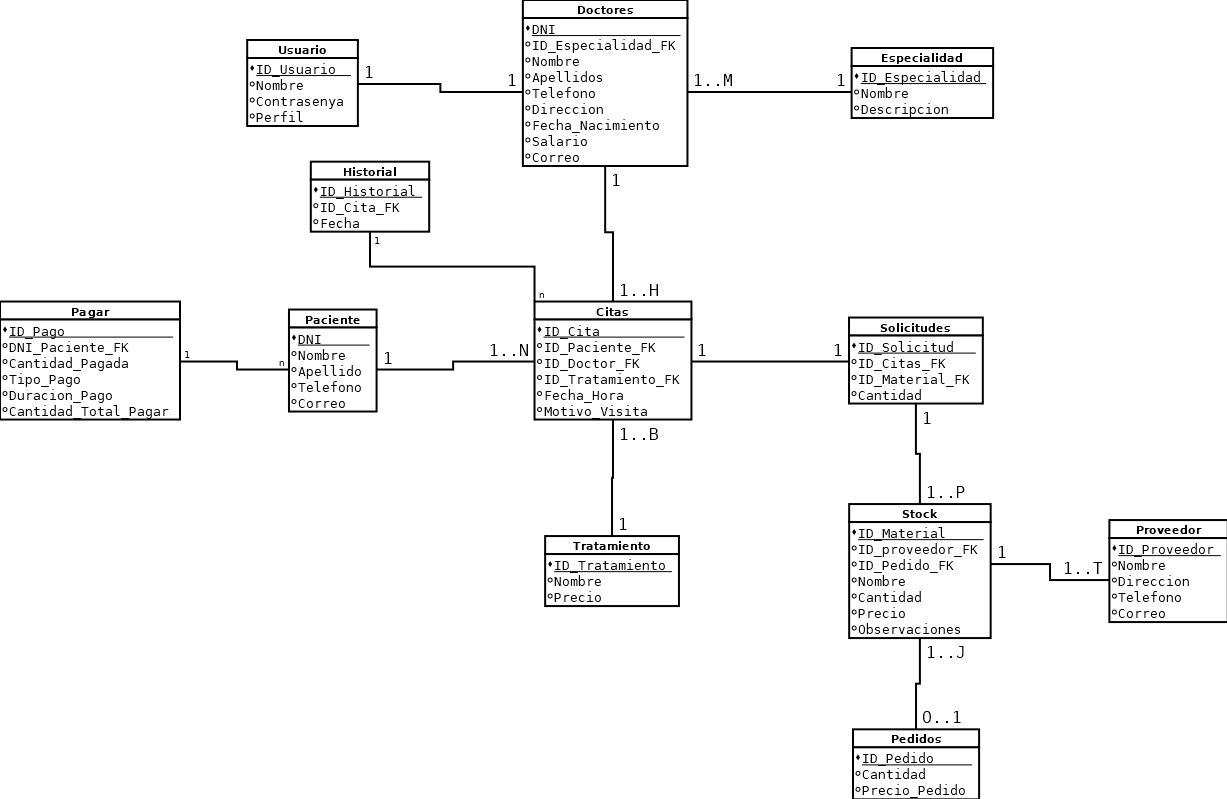 Doctores
DNI
ID_Especialidad_FK
Nombre
Apellidos
Telefono
Direccion
Fecha_Nacimiento
Salario
Correo
Usuario
ID_Usuario
Nombre
Contrasenya
Perfil
1
1
1..M
1
Especialidad
ID_Especialidad
Nombre
Descripcion
Historial
ID_Historial
ID_Cita_FK
Fecha
1
n
1
1..H
Pagar
ID_Pago
DNI_Paciente_FK
Cantidad_Pagada
Tipo_Pago
Duracion_Pago
Cantidad_Total_Pagar
1
n
Paciente
DNI
Nombre
Apellido
Telefono
Correo
1
1..N
Citas
ID_Cita
ID_Paciente_FK
ID_Doctor_FK
ID_Tratamiento_FK
Fecha_Hora
Motivo_Visita
1
1
Solicitudes
ID_Solicitud
ID_Citas_FK
ID_Material_FK
Cantidad
1..B
1
Tratamiento
ID_Tratamiento
Nombre
Precio
1
1..P
Stock
ID_Material
ID_proveedor_FK
ID_Pedido_FK
Nombre
Cantidad
Precio
Observaciones
1
1..T
Proveedor
ID_Proveedor
Nombre
Direccion
Telefono
Correo
1..J
0..1
Pedidos
ID_Pedido
Cantidad
Precio_Pedido